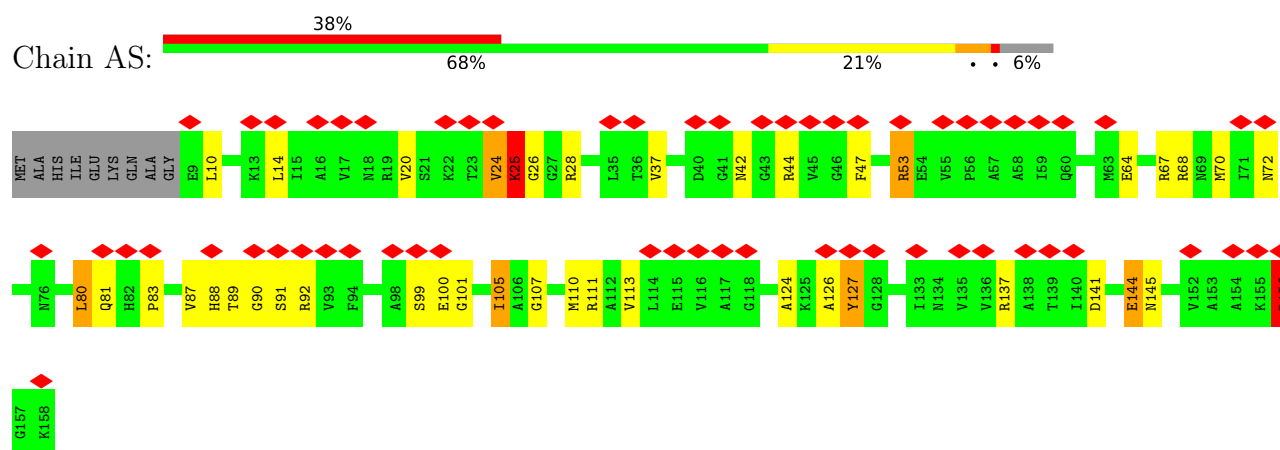 38%
Chain AS:
68% 21% • • 6%
MET ALA HIS ILE GLU LYS GLN ALA GLY E9 L10 K13 L14 I15 A16 V17 N18 R19 V20 S21 K22 T23 V24 K25 G26 G27 R28 L35 T36 V37 D40 G41 N42 G43 R44 V45 G46 F47 R53 E54 V55 P56 A57 A58 I59 Q60 M63 E64 R67 R68 N69 M70 I71 N72
N76 L80 Q81 H82 P83 V87 H88 T89 G90 S91 R92 V93 F94 A98 S99 E100 G101 I105 A106 G107 M110 R111 A112 V113 L114 E115 V116 A117 G118 A124 K125 A126 Y127 G128 I133 N134 V135 V136 R137 A138 T139 I140 D141 E144 N145 V152 A153 A154 K155
G157 K158